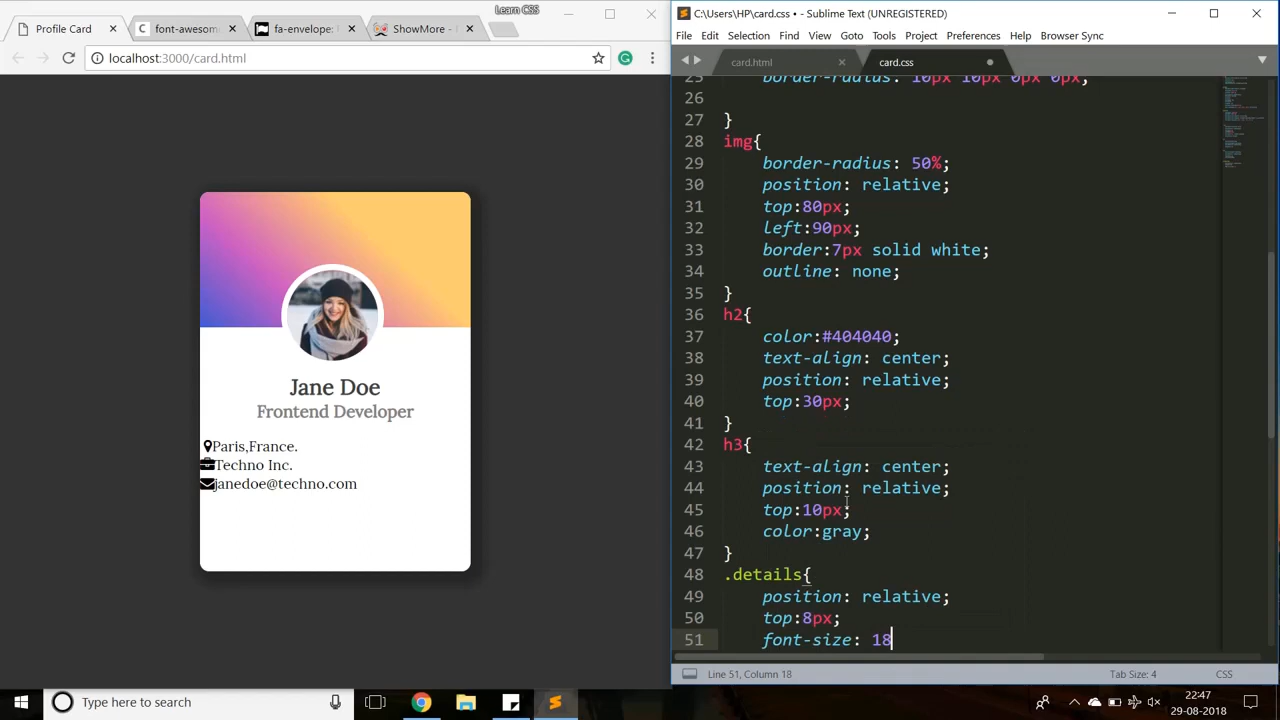 Learn CSS
Profile Card
font-awesom
fa-envelope:
ShowMore -
localhost:3000/card.html
Jane Doe
Frontend Developer
Paris,France.
Techno Inc.
janedoe@techno.com
C:\Users\HP\card.css • - Sublime Text (UNREGISTERED)
File Edit Selection Find View Goto Tools Project Preferences Help Browser Sync
card.html
card.css
25 border-radius: 10px 10px 0px 0px;
26
27 }
28 img{
29 border-radius: 50%;
30 position: relative;
31 top:80px;
32 left:90px;
33 border:7px solid white;
34 outline: none;
35 }
36 h2{
37 color:#404040;
38 text-align: center;
39 position: relative;
40 top:30px;
41 }
42 h3{
43 text-align: center;
44 position: relative;
45 top:10px;
46 color:gray;
47 }
48 .details{
49 position: relative;
50 top:8px;
51 font-size: 18
Line 51, Column 18
Tab Size: 4
CSS
Type here to search
22:47
29-08-2018